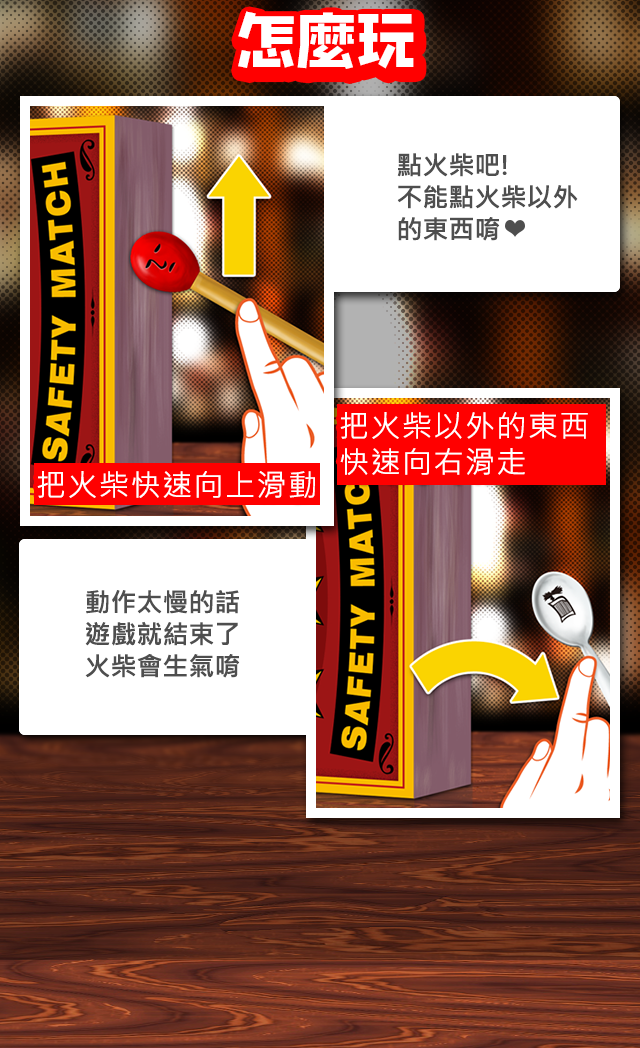 怎麼玩
SAFETY MATCH
點火柴吧!
不能點火柴以外
的東西唷❤
把火柴快速向上滑動
把火柴以外的東西
快速向右滑走
SAFETY MATC
動作太慢的話
遊戲就結束了
火柴會生氣唷